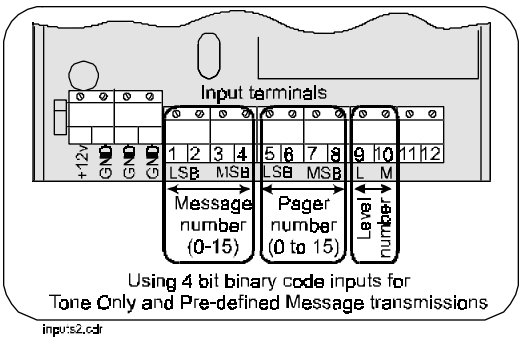 Input terminals
+12v GND GND GND 1 2 3 4 5 6 7 8 9 10 11 12
LSB MSB LSB MSB L M
Message number (0-15)
Pager number (0 to 15)
Level number
Using 4 bit binary code inputs for
Tone Only and Pre-defined Message transmissions
inputs2.cdr